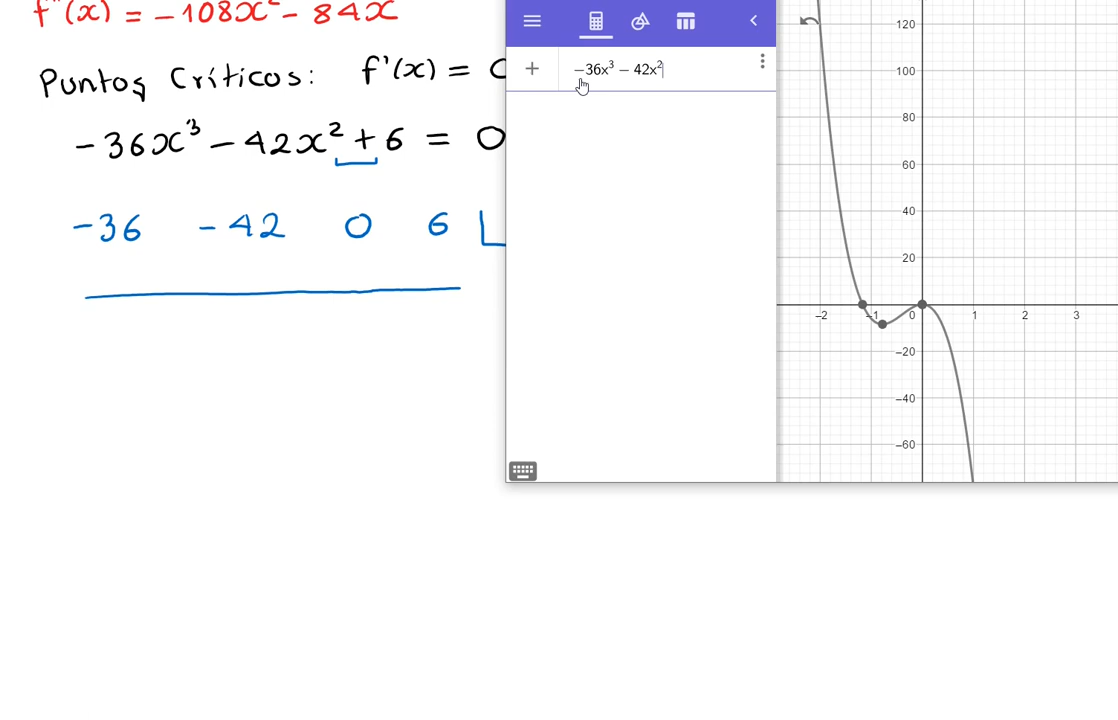 f''(x) = -108x² - 84x
Puntos Críticos: f'(x) =
-36x³ - 42x² + 6 = 0
-36 -42 0 6
-36x³ - 42x²
120
100
80
60
40
20
-2 -1 0 1 2 3
-20
-40
-60